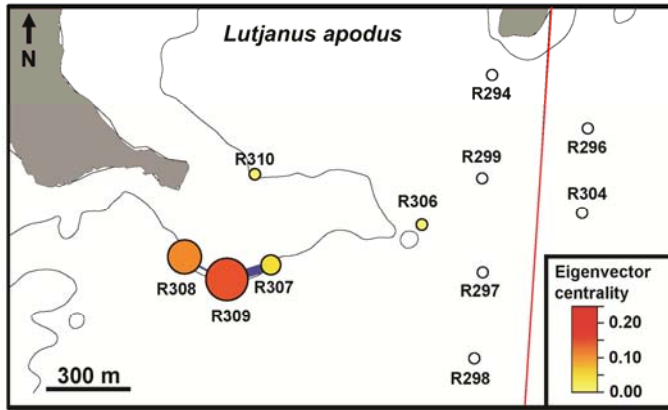 Lutjanus apodus
N
R294
R296
R310
R299
R306
R304
R308
R307
R309
R297
R298
300 m
Eigenvector
centrality
0.20
0.10
0.00